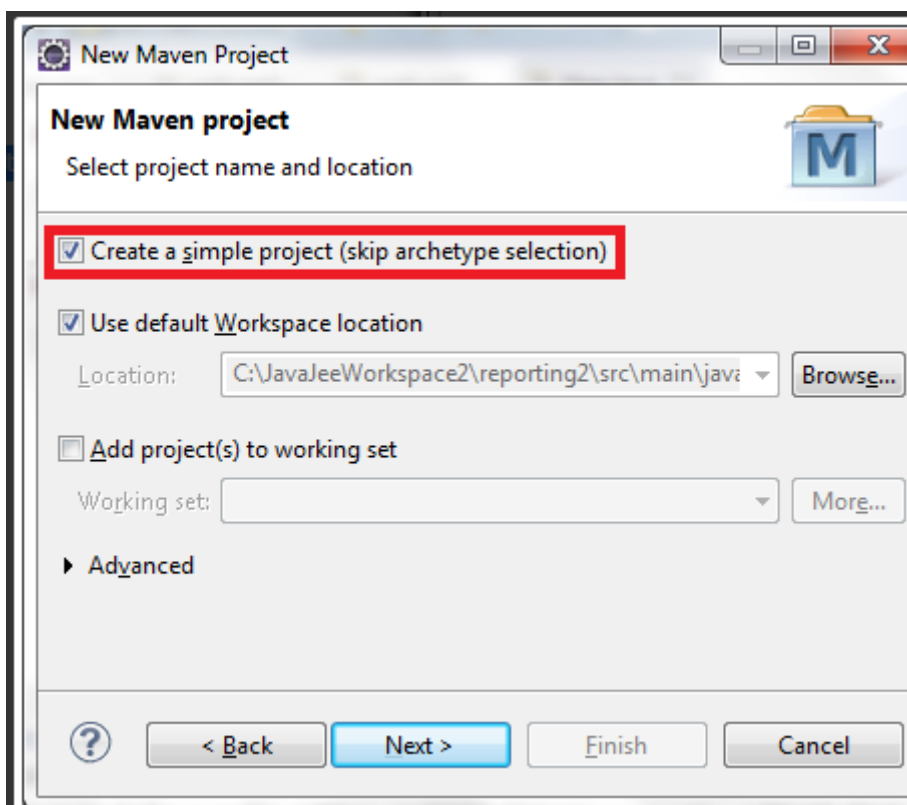 New Maven Project
New Maven project
Select project name and location
M
Create a simple project (skip archetype selection)
Use default Workspace location
Location: C:\JavaJeeWorkspace2\reporting2\src\main\java Browse...
Add project(s) to working set
Working set: More...
Advanced
? < Back Next > Finish Cancel